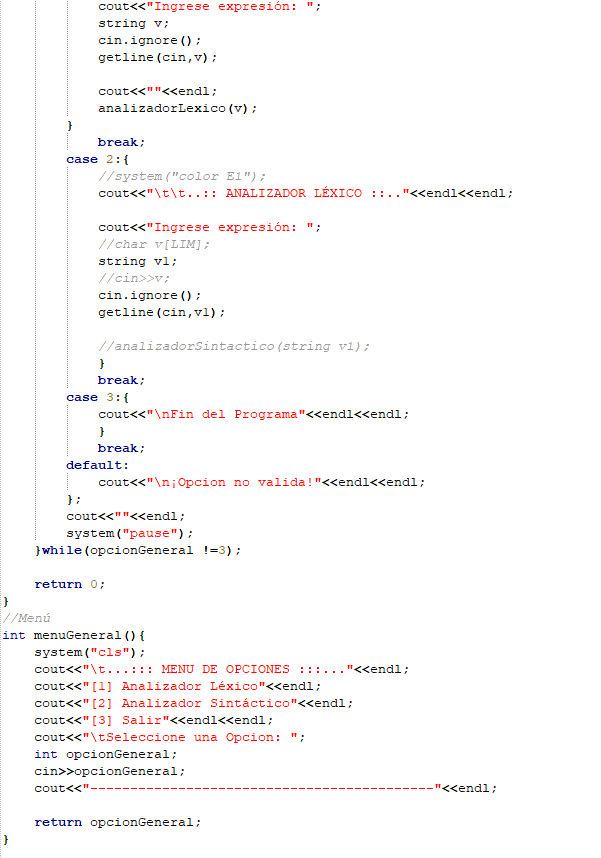 cout<<"Ingrese expresión: ";
string v;
cin.ignore();
getline(cin,v);
cout<<""<<endl;
analizadorLexico(v);
}
break;
case 2:{
//system("color E1");
cout<<"\t\t..:: ANALIZADOR LÉXICO ::.."<<endl<<endl;
cout<<"Ingrese expresión: ";
//char v[LIM];
string v1;
//cin>>v;
cin.ignore();
getline(cin,v1);
//analizadorSintactico(string v1);
}
break;
case 3:{
cout<<"\nFin del Programa"<<endl<<endl;
}
break;
default:
cout<<"\n¡Opcion no valida!"<<endl<<endl;
};
cout<<""<<endl;
system("pause");
}while(opcionGeneral !=3);
return 0;
}
//Menú
int menuGeneral(){
system("cls");
cout<<"\t...::: MENU DE OPCIONES :::..."<<endl;
cout<<"[1] Analizador Léxico"<<endl;
cout<<"[2] Analizador Sintáctico"<<endl;
cout<<"[3] Salir"<<endl<<endl;
cout<<"\tSeleccione una Opcion: ";
int opcionGeneral;
cin>>opcionGeneral;
cout<<"-------------------------------------------"<<endl;
return opcionGeneral;
}